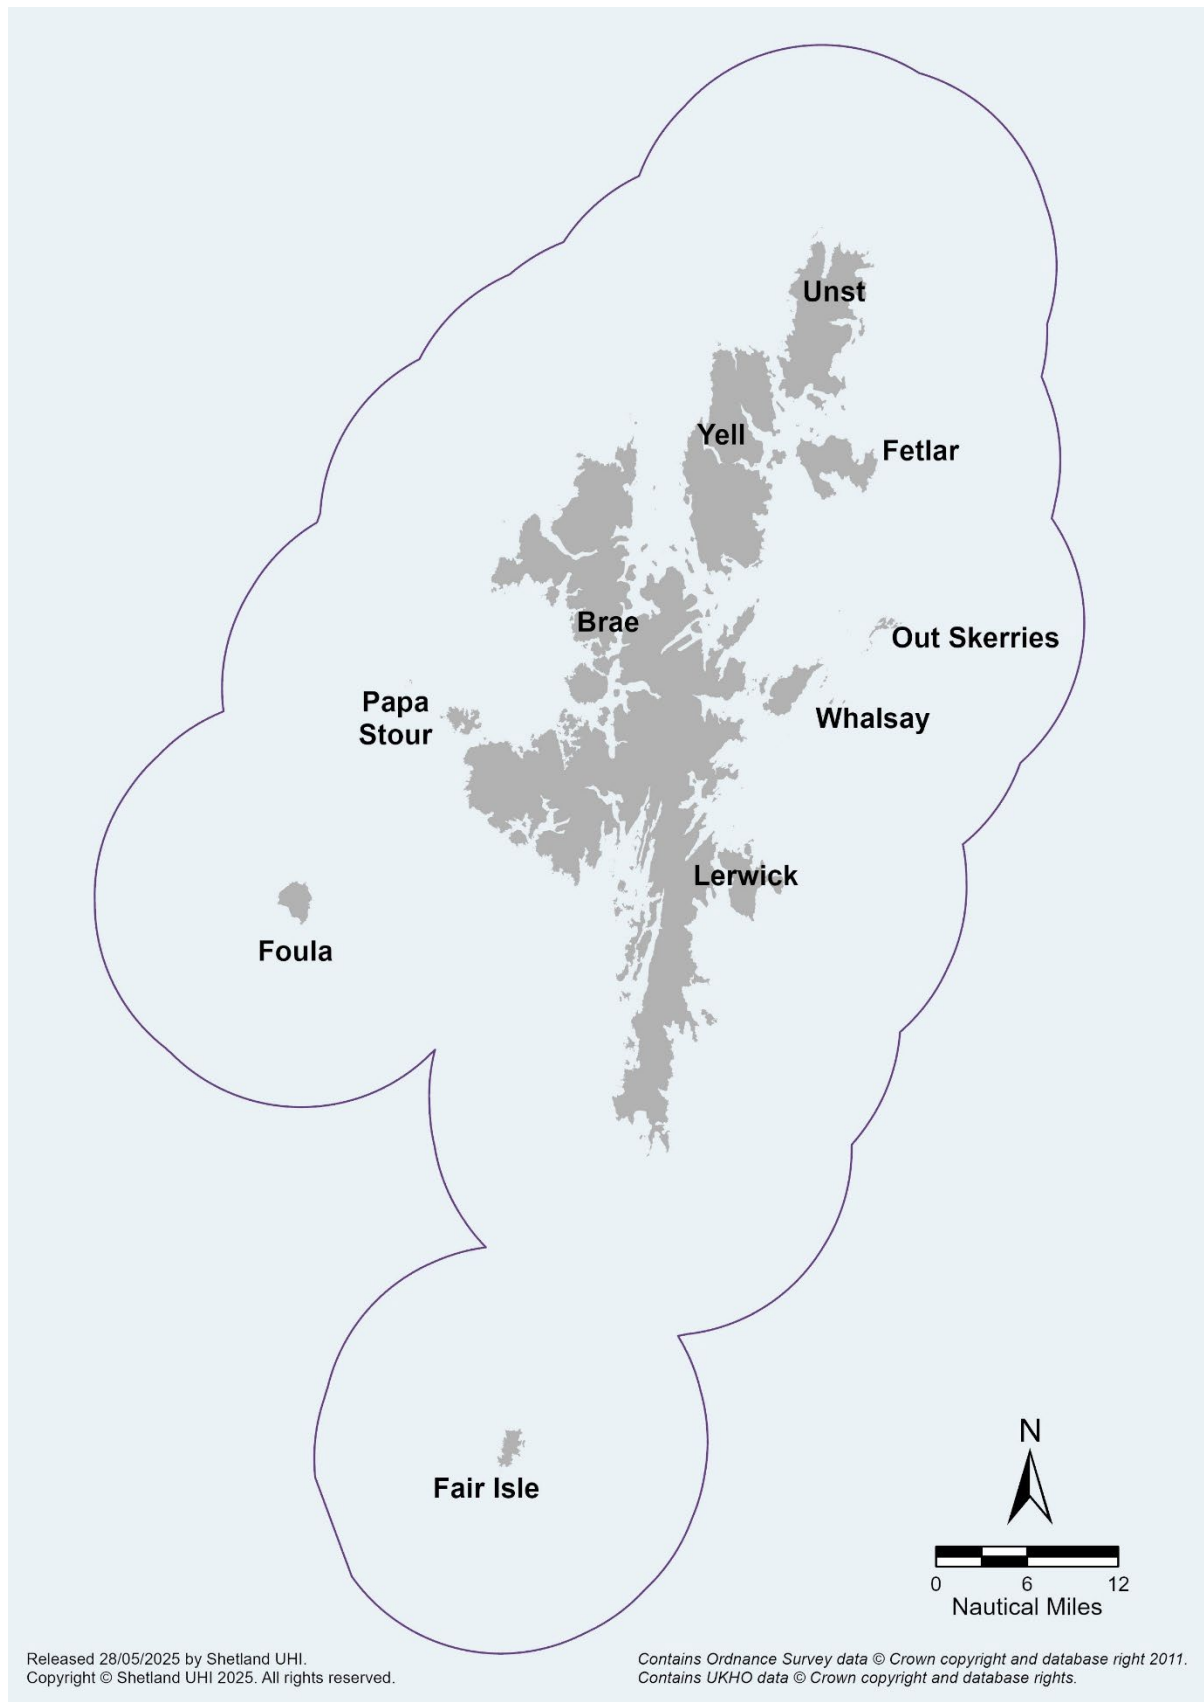 Unst
Yell
Fetlar
Brae
Out Skerries
Papa
Stour
Whalsay
Lerwick
Foula
Fair Isle
N
0 6 12
Nautical Miles
Released 28/05/2025 by Shetland UHI.
Copyright © Shetland UHI 2025. All rights reserved.
Contains Ordnance Survey data © Crown copyright and database right 2011.
Contains UKHO data © Crown copyright and database rights.